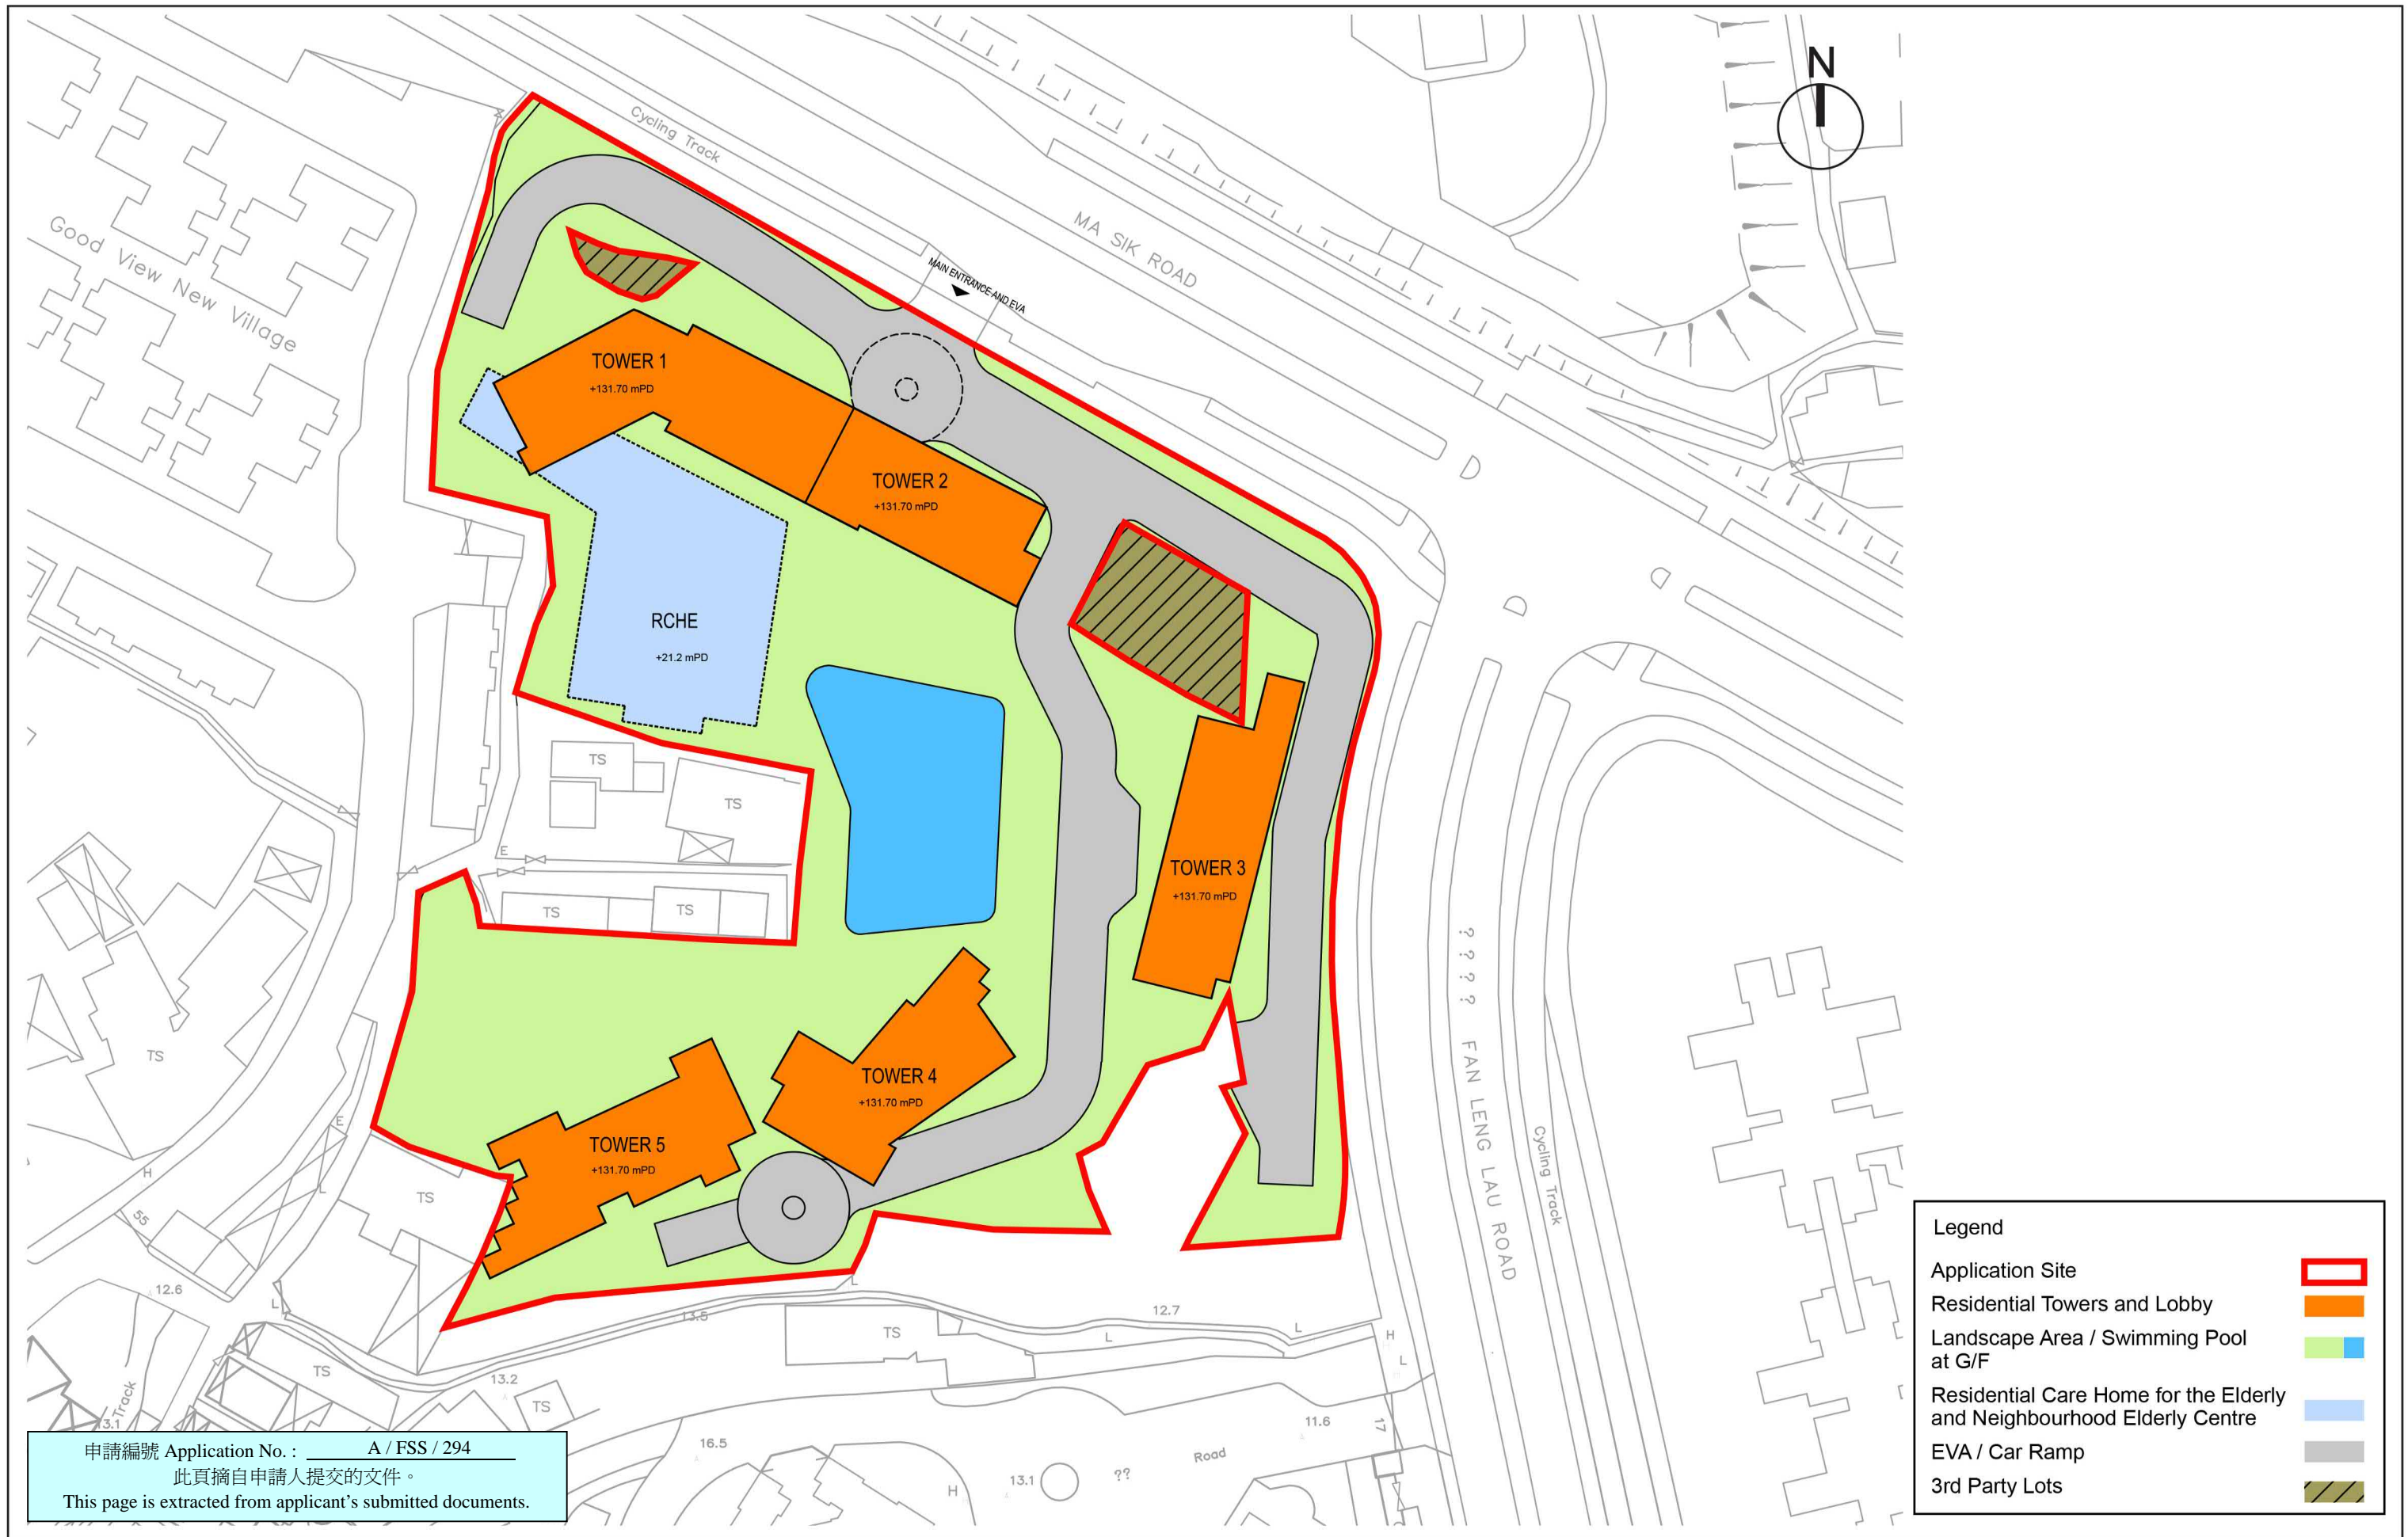 N
Cycling Track
MA SIK ROAD
Good View New Village
MAIN ENTRANCE AND EVA
TOWER 1
+131.70 mPD
TOWER 2
+131.70 mPD
RCHE
+21.2 mPD
TS
TS
E
TS
TS
TOWER 3
+131.70 mPD
? ? ? ? FAN LENG LAU ROAD
Cycling Track
TS
TOWER 4
+131.70 mPD
TOWER 5
+131.70 mPD
E
H
L
TS
55
12.6
L
L
13.5
12.7
TS
L
L
H
L
TS
13.2
TS
Track
13.1
16.5
11.6
17
Road
??
13.1
H
Legend
Application Site
Residential Towers and Lobby
Landscape Area / Swimming Pool
at G/F
Residential Care Home for the Elderly
and Neighbourhood Elderly Centre
EVA / Car Ramp
3rd Party Lots
申請編號 Application No. : A / FSS / 294
此頁摘自申請人提交的文件。
This page is extracted from applicant's submitted documents.